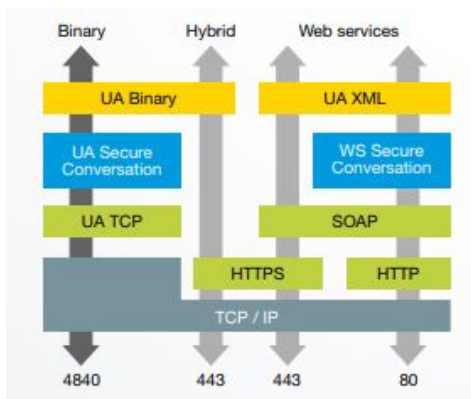 Binary Hybrid Web services
UA Binary UA XML
UA Secure
Conversation
WS Secure
Conversation
UA TCP SOAP
HTTPS HTTP
TCP / IP
4840 443 443 80